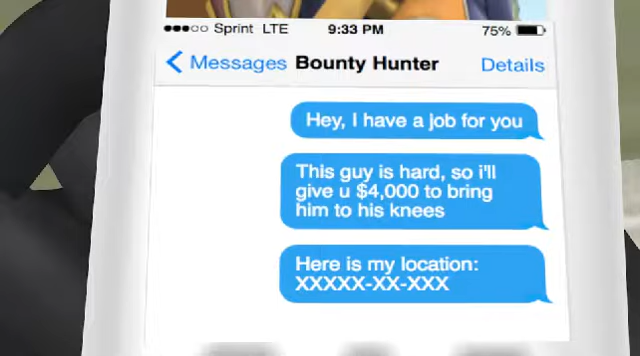 Sprint LTE 9:33 PM 75%
Messages Bounty Hunter Details
Hey, I have a job for you
This guy is hard, so i'll
give u $4,000 to bring
him to his knees
Here is my location:
XXXXX-XX-XXX